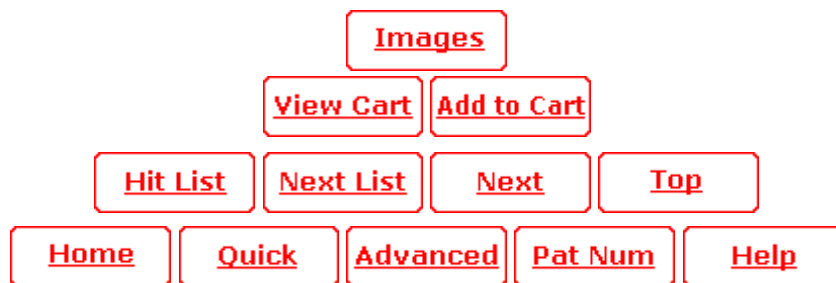 Images
View Cart Add to Cart
Hit List Next List Next Top
Home Quick Advanced Pat Num Help